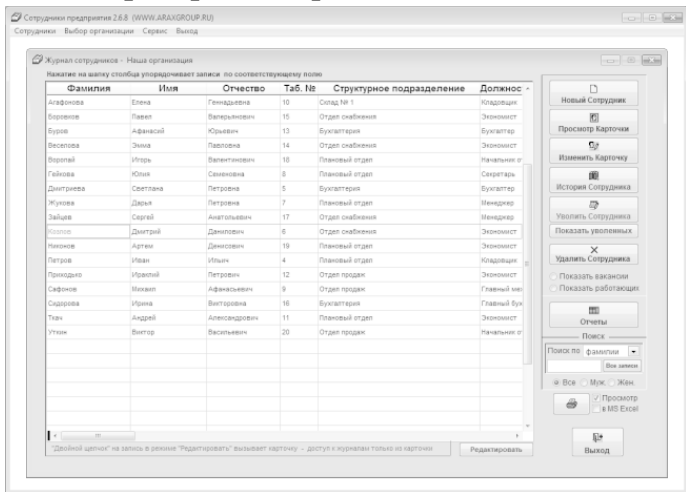 Сотрудники предприятия 2.6.8 (WWW.ARAXGROUP.RU)
Сотрудники Выбор организации Сервис Выход
Журнал сотрудников - Наша организация
Нажатие на шапку столбца упорядочивает записи по соответствующему полю
Фамилия Имя Отчество Таб. № Структурное подразделение Должнос
Агафонова Елена Геннадьевна 10 Склад № 1 Кладовщик
Боровков Павел Валерьянович 15 Отдел снабжения Экономист
Буров Афанасий Юрьевич 13 Бухгалтерия Бухгалтер
Веселова Эмма Павловна 14 Отдел снабжения Экономист
Воропай Игорь Валентинович 18 Плановый отдел Начальник о
Гейкова Юлия Семеновна 8 Плановый отдел Секретарь
Дмитриева Светлана Петровна 5 Бухгалтерия Бухгалтер
Жукова Дарья Петровна 7 Плановый отдел Менеджер
Зайцев Сергей Анатольевич 17 Отдел снабжения Менеджер
Козлов Дмитрий Данилович 6 Отдел снабжения Экономист
Никонов Артем Денисович 19 Плановый отдел Экономист
Петров Иван Ильич 4 Плановый отдел Кладовщик
Приходько Ираклий Петрович 12 Отдел продаж Экономист
Сафонов Михаил Афанасьевич 9 Отдел продаж Главный мен
Сидорова Ирина Викторовна 16 Бухгалтерия Главный бух
Ткач Андрей Александрович 11 Плановый отдел Экономист
Уткин Виктор Васильевич 20 Отдел продаж Начальник о
"Двойной щелчок" на запись в режиме "Редактировать" вызывает карточку - доступ к журналам только из карточки
Редактировать
Новый Сотрудник
Просмотр Карточки
Изменить Карточку
История Сотрудника
Уволить Сотрудника
Показать уволенных
Удалить Сотрудника
Показать вакансии
Показать работающих
Отчеты
Поиск
Поиск по фамилии
Все записи
Все Муж. Жен.
Просмотр
в MS Excel
Выход